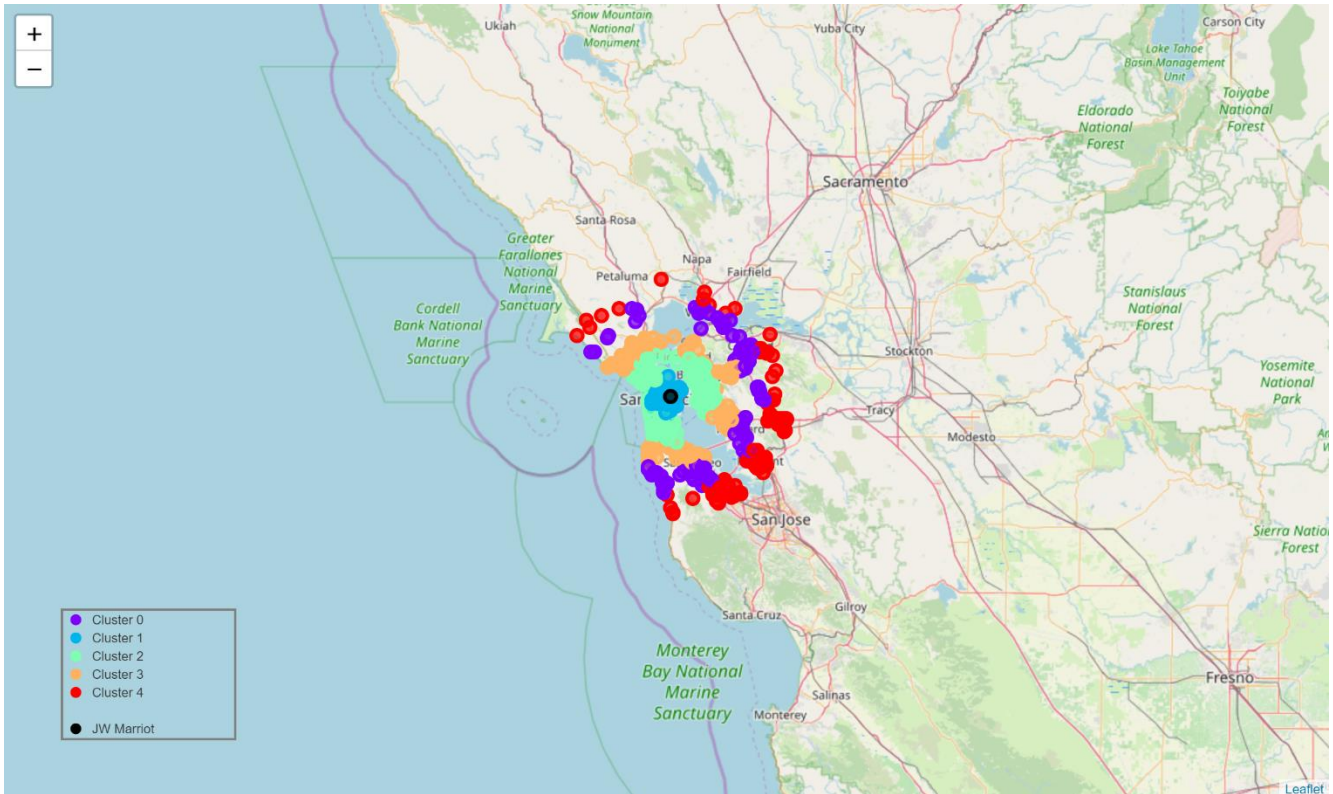 +
−
Ukiah
Snow Mountain
National
Monument
Yuba City
Carson City
Lake Tahoe
Basin Management
Unit
Toiyabe
National
Forest
Eldorado
National
Forest
Sacramento
Santa Rosa
Greater
Farallones
National
Marine
Sanctuary
Napa
Petaluma
Fairfield
Cordell
Bank National
Marine
Sanctuary
Stanislaus
National
Forest
Stockton
Yosemite
National
Park
Tracy
Modesto
San Jose
Sierra Natio
Forest
Santa Cruz
Gilroy
Monterey
Bay National
Marine
Sanctuary
Salinas
Monterey
Fresno
Cluster 0
Cluster 1
Cluster 2
Cluster 3
Cluster 4
JW Marriot
Leaflet